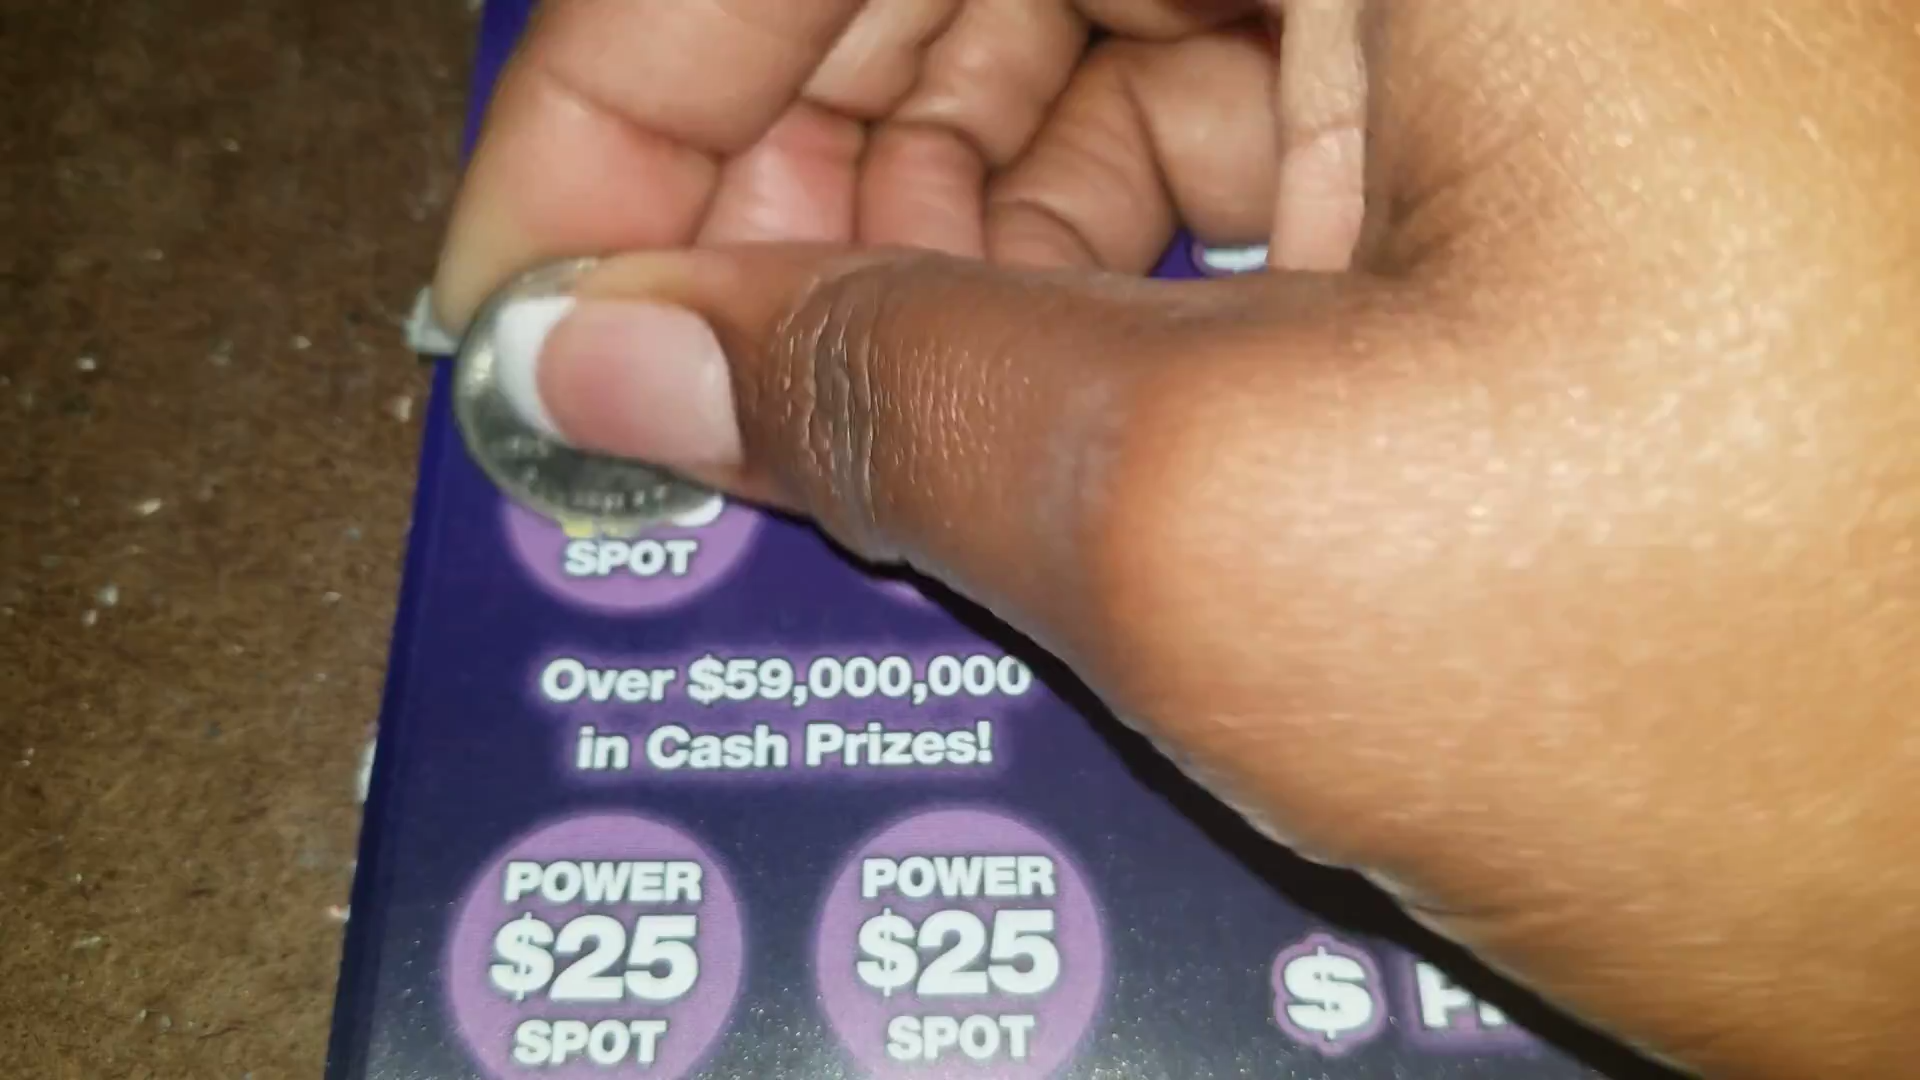 SPOT
Over $59,000,000
in Cash Prizes!
POWER POWER
$25 $25
SPOT SPOT
$